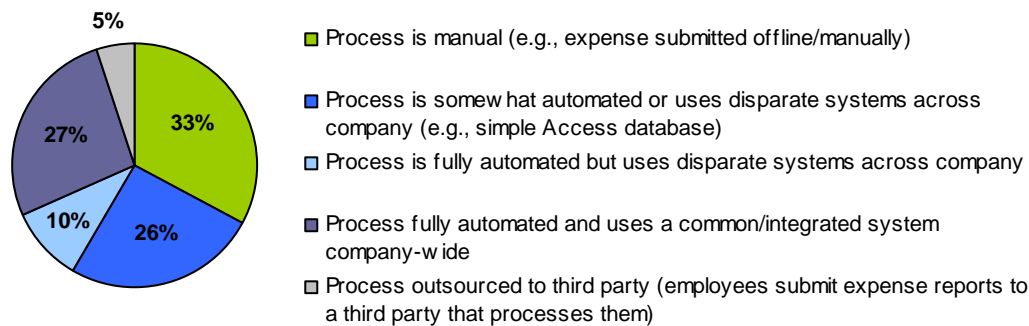 5%
33%
27%
10%
26%
Process is manual (e.g., expense submitted offline/manually)
Process is somewhat automated or uses disparate systems across
company (e.g., simple Access database)
Process is fully automated but uses disparate systems across company
Process fully automated and uses a common/integrated system
company-wide
Process outsourced to third party (employees submit expense reports to
a third party that processes them)